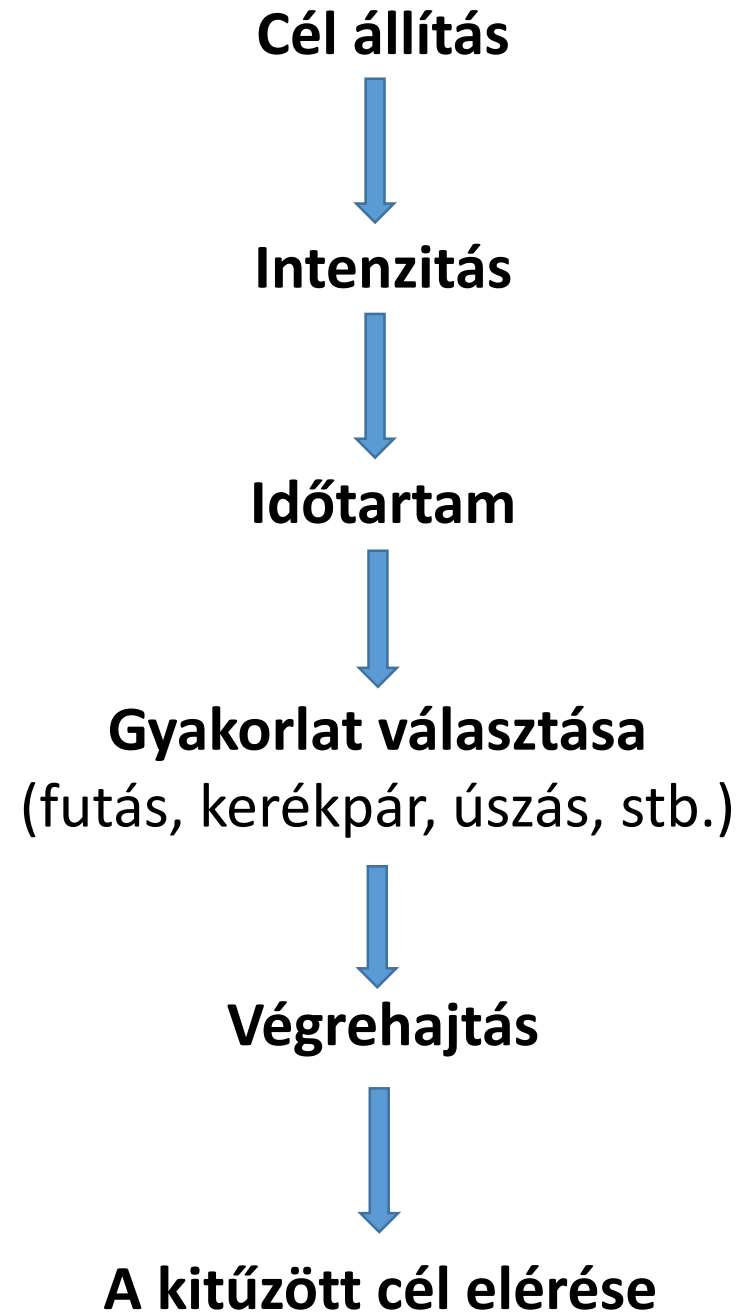 Cél állítás
Intenzitás
Időtartam
Gyakorlat választása
(futás, kerékpár, úszás, stb.)
Végrehajtás
A kitűzött cél elérése